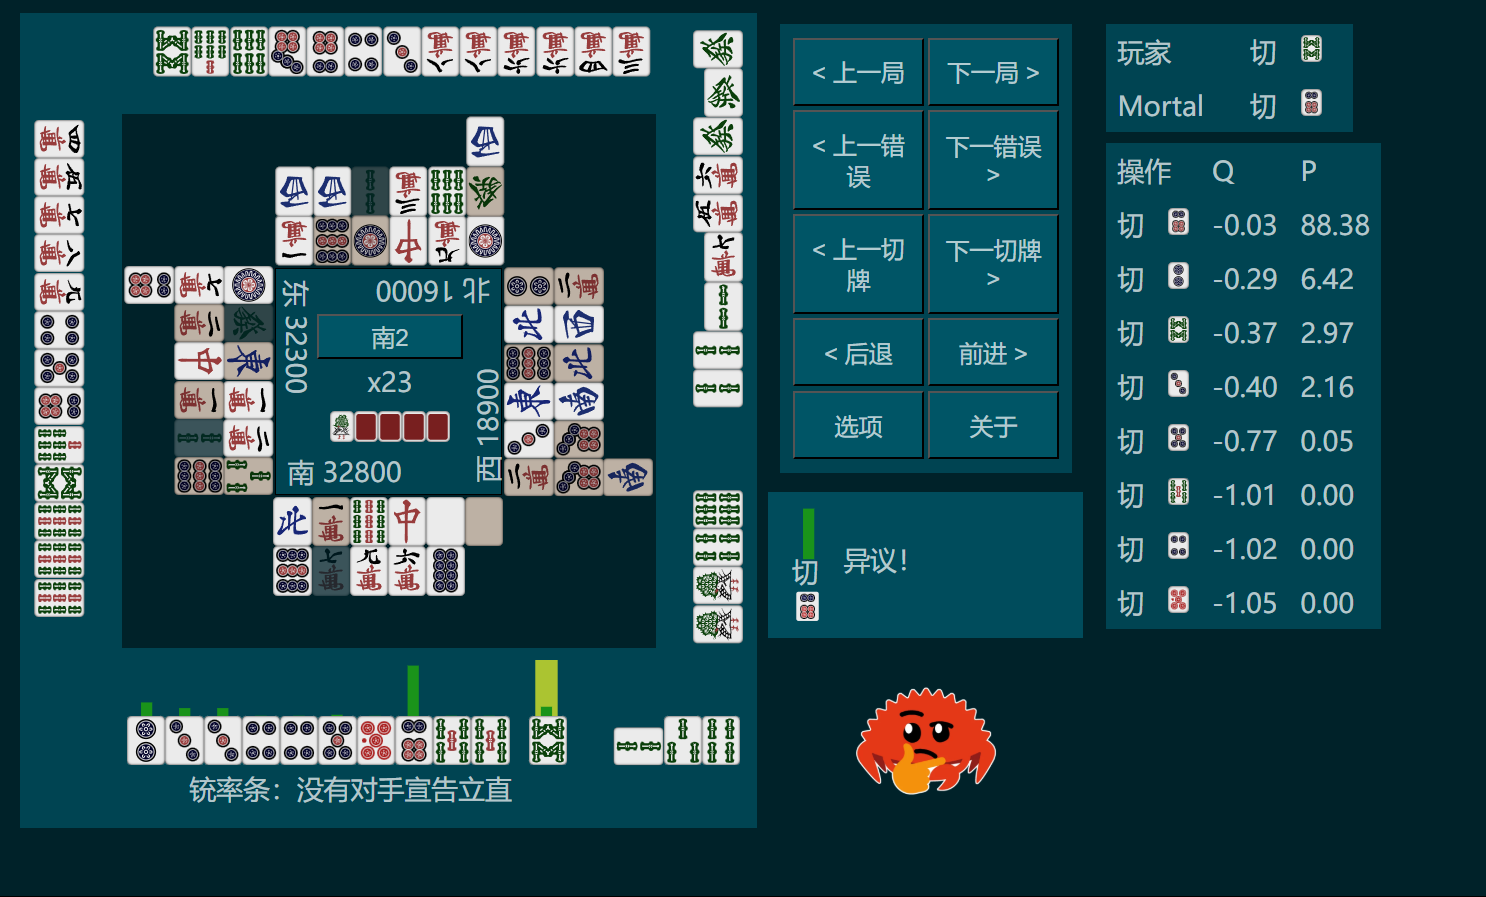 北 16000
东 32300
南2
x23
西 18900
南 32800
铳率条：没有对手宣告立直
< 上一局
下一局 >
< 上一错误
下一错误 >
< 上一切牌
下一切牌 >
< 后退
前进 >
选项
关于
切
异议！
玩家 切
Mortal 切
操作 Q P
切 -0.03 88.38
切 -0.29 6.42
切 -0.37 2.97
切 -0.40 2.16
切 -0.77 0.05
切 -1.01 0.00
切 -1.02 0.00
切 -1.05 0.00